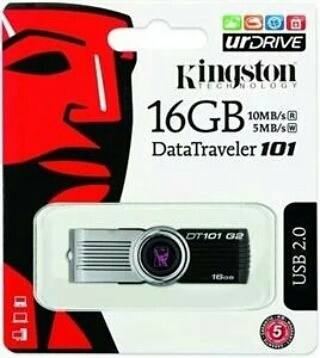 urDRIVE
Kingston
TECHNOLOGY
16GB 10MB/s R
5MB/s W
DataTraveler 101
DT101 G2
16GB
USB 2.0
5